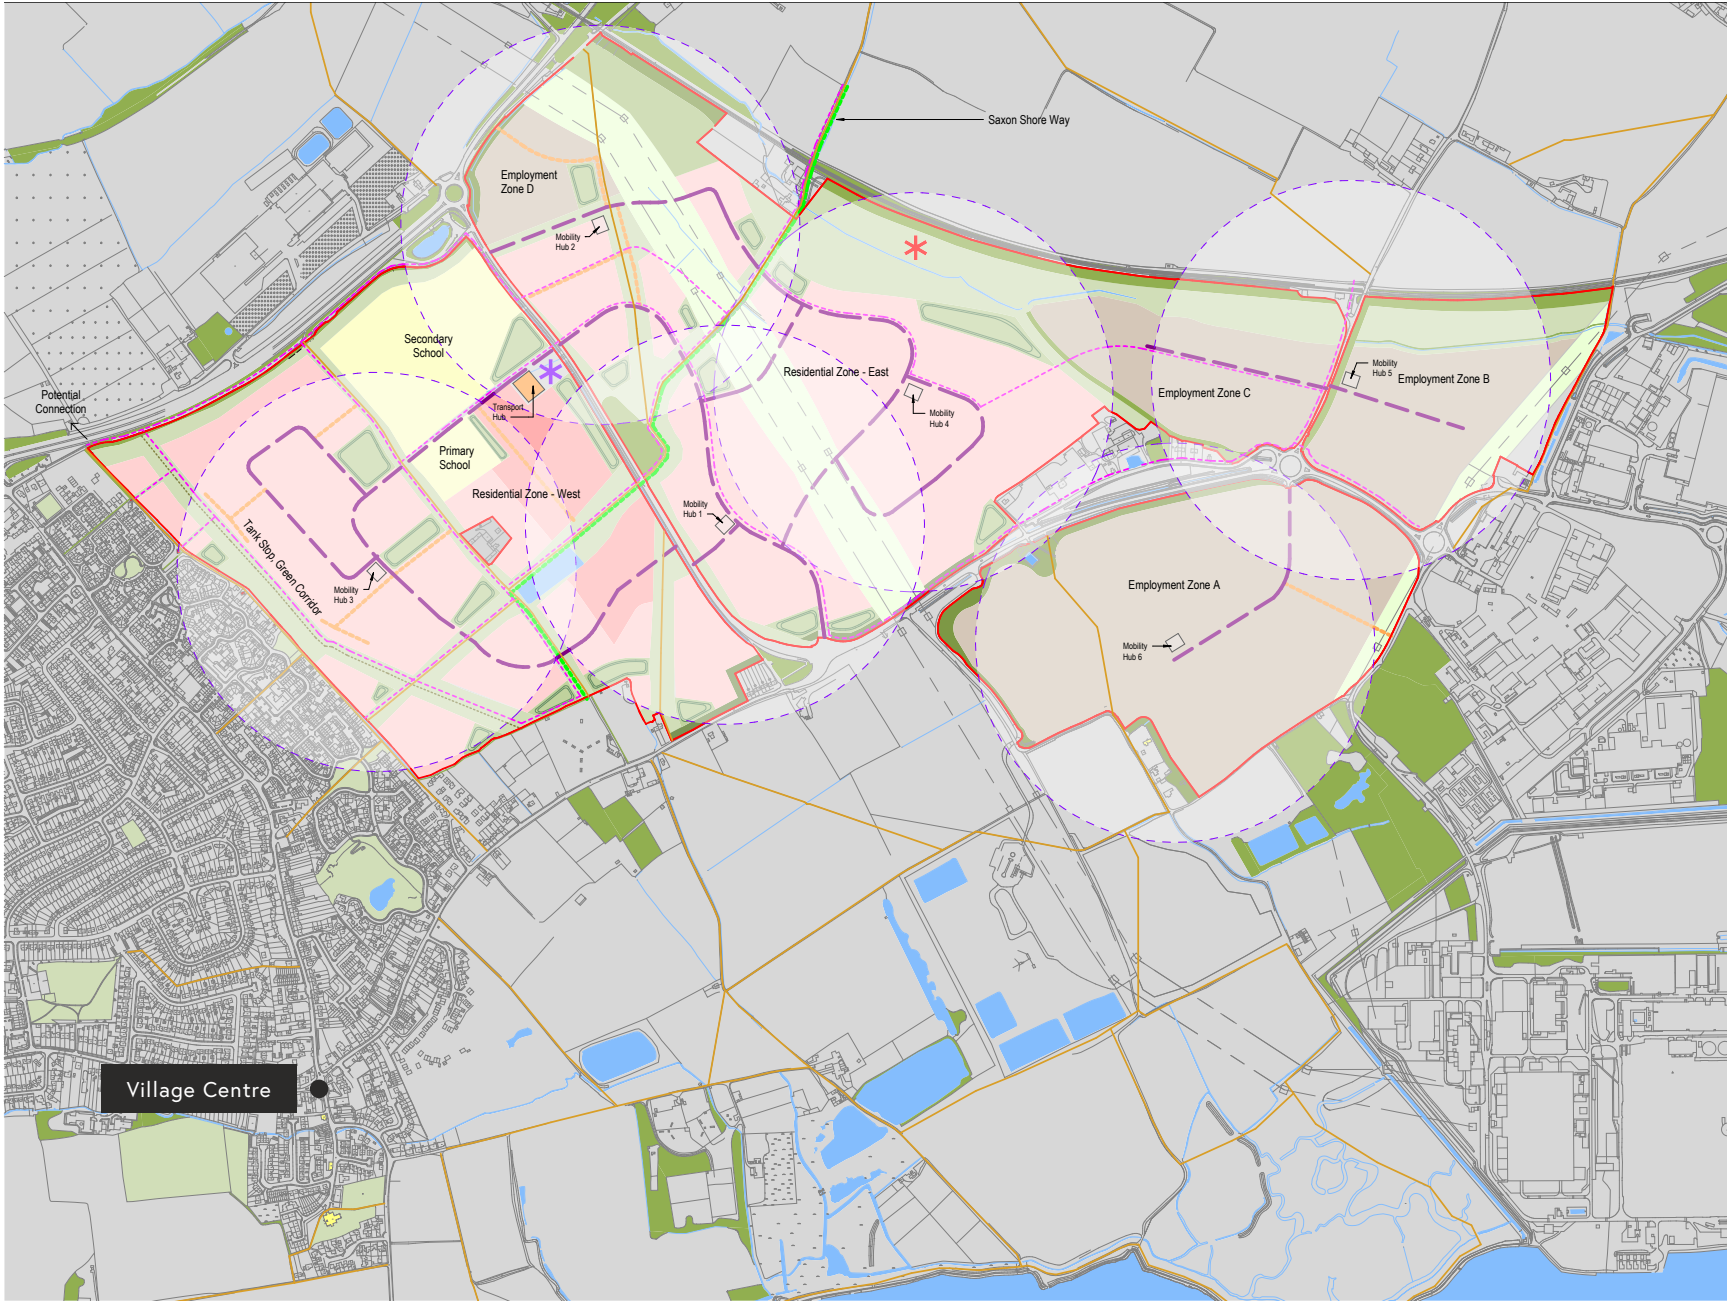 Saxon Shore Way
Employment
Zone D
Mobility
Hub 2
Secondary
School
Potential
Connection
Transport
Hub
Residential Zone - East
Mobility
Hub 4
Mobility
Hub 5
Employment Zone B
Employment Zone C
Primary
School
Residential Zone - West
Mobility
Hub 1
Tank Stop, Green Corridor
Mobility
Hub 3
Employment Zone A
Mobility
Hub 6
Village Centre